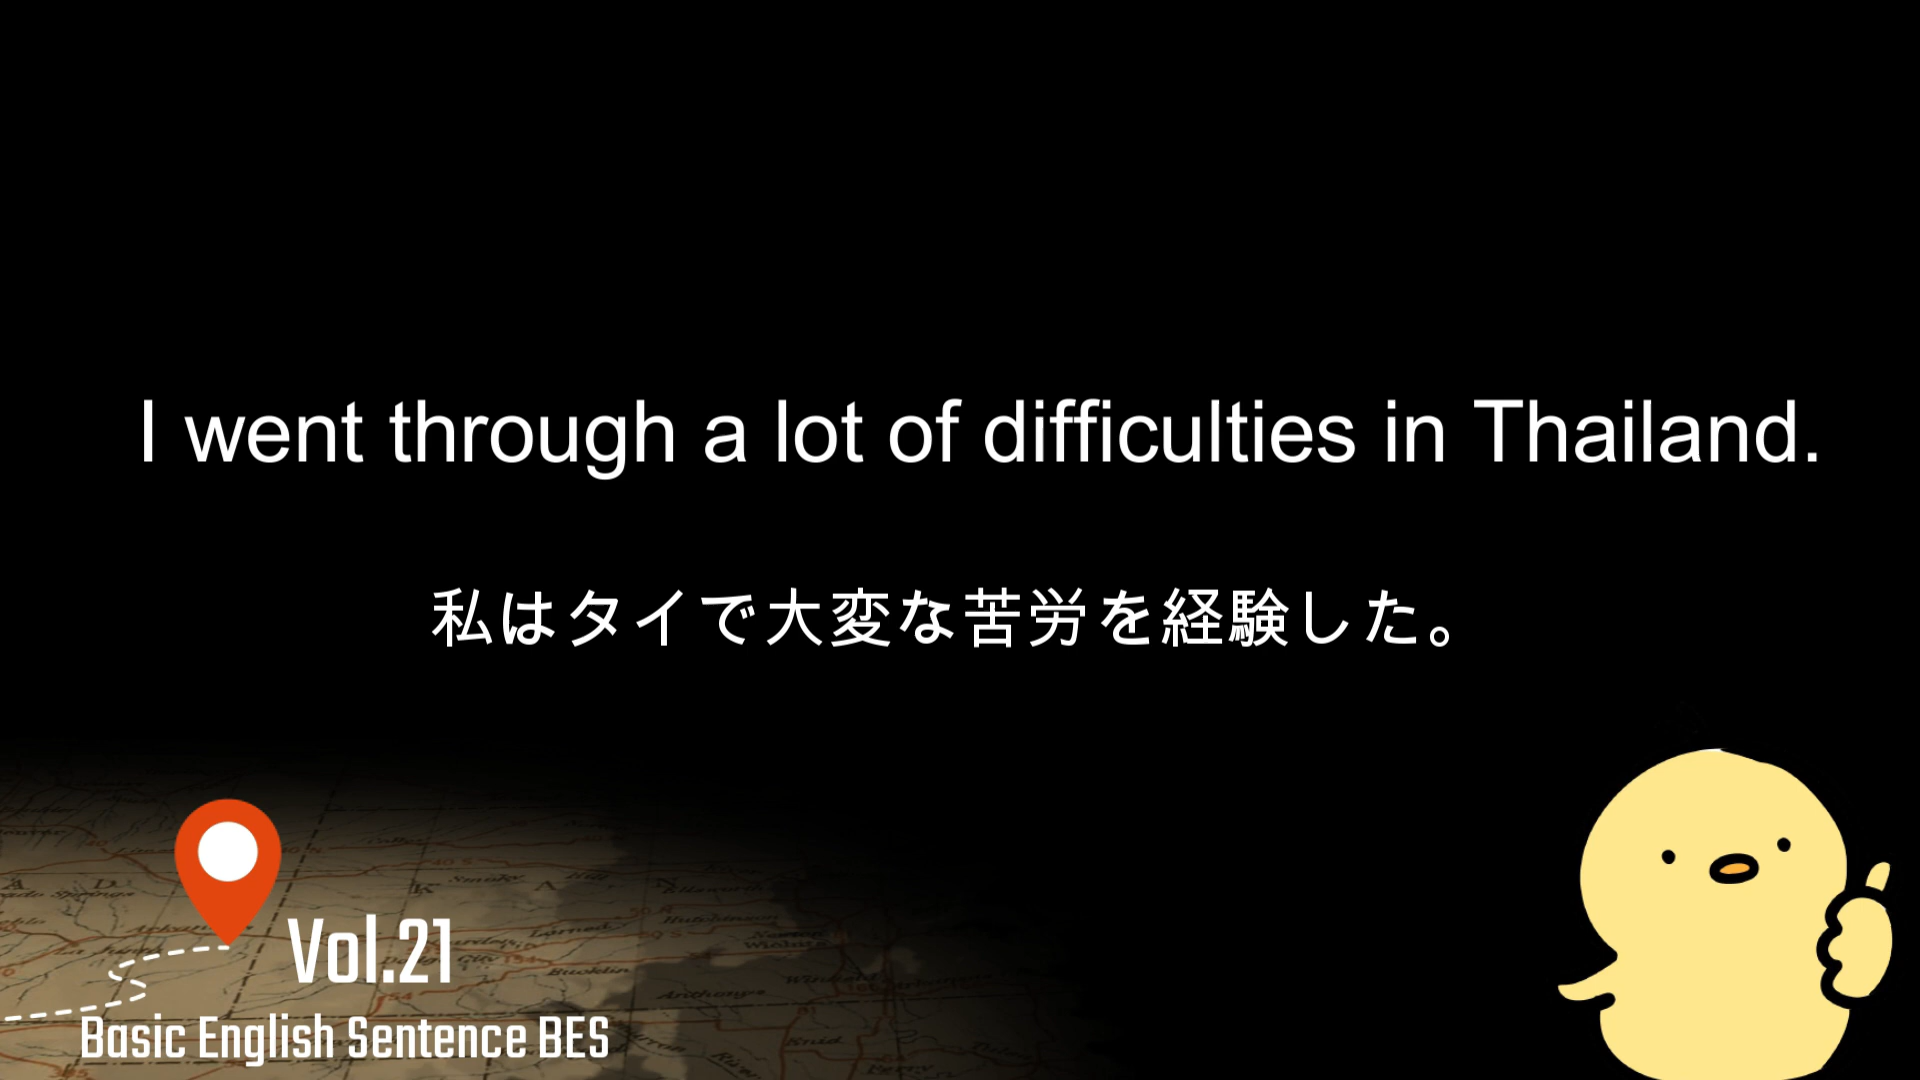 I went through a lot of difficulties in Thailand.
私はタイで大変な苦労を経験した。
Vol.21
Basic English Sentence BES